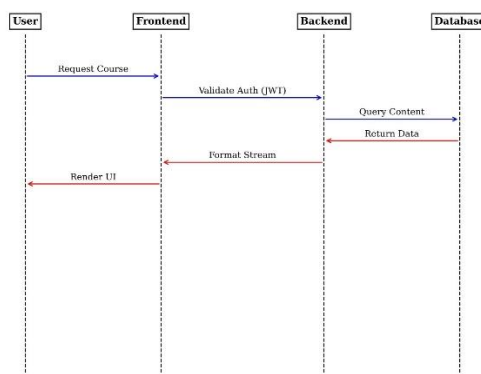 User Frontend Backend Database
Request Course
Validate Auth (JWT)
Query Content
Return Data
Format Stream
Render UI